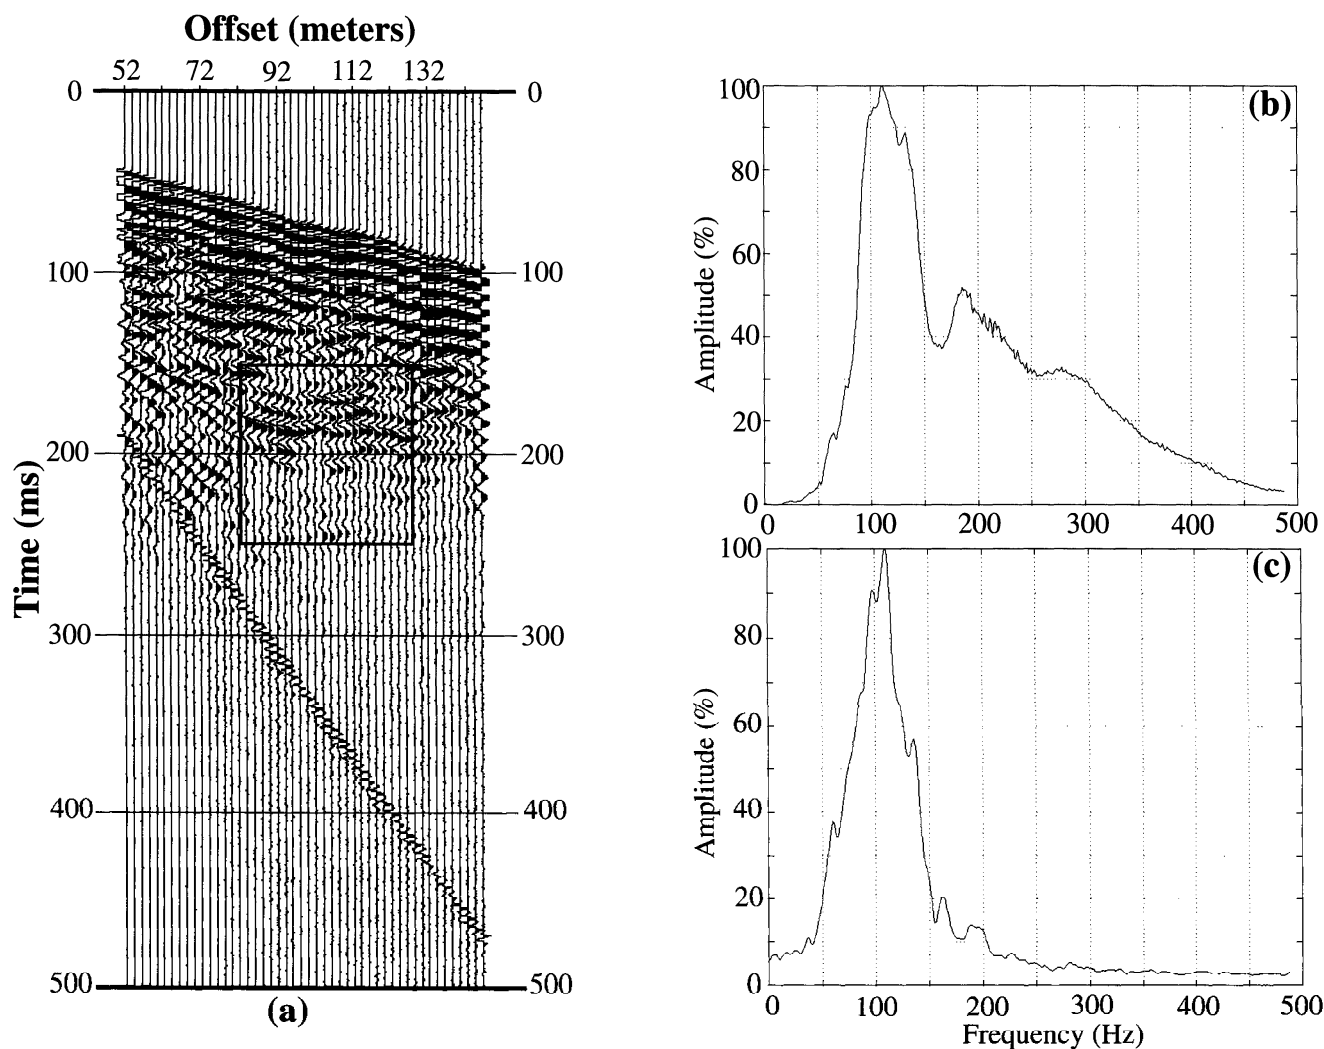 Offset (meters)
52 72 92 112 132
0 0
100 100
200 200
300 300
400 400
500 500
Time (ms)
(a)
(b)
100
80
60
40
20
0
Amplitude (%)
0 100 200 300 400 500
(c)
100
80
60
40
20
0
Amplitude (%)
0 100 200 300 400 500
Frequency (Hz)